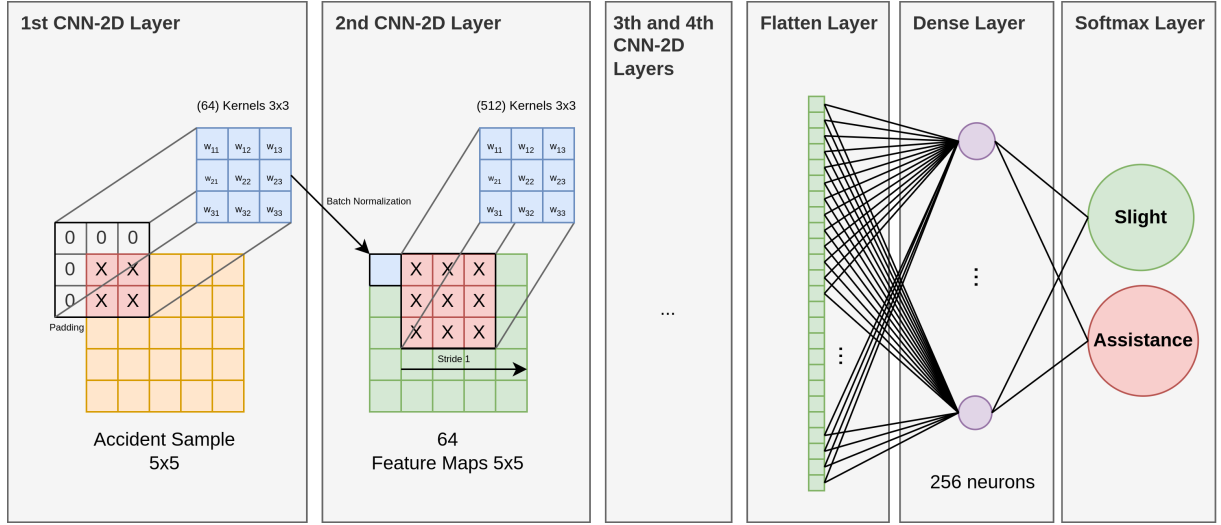 1st CNN-2D Layer
(64) Kernels 3x3
w11 w12 w13
w21 w22 w23
w31 w32 w33
0 0 0
0 X X
0 X X
Padding
Accident Sample
5x5
2nd CNN-2D Layer
(512) Kernels 3x3
w11 w12 w13
w21 w22 w23
w31 w32 w33
Batch Normalization
X X X
X X X
X X X
Stride 1
64
Feature Maps 5x5
3th and 4th
CNN-2D
Layers
...
Flatten Layer
...
Dense Layer
...
256 neurons
Softmax Layer
Slight
Assistance